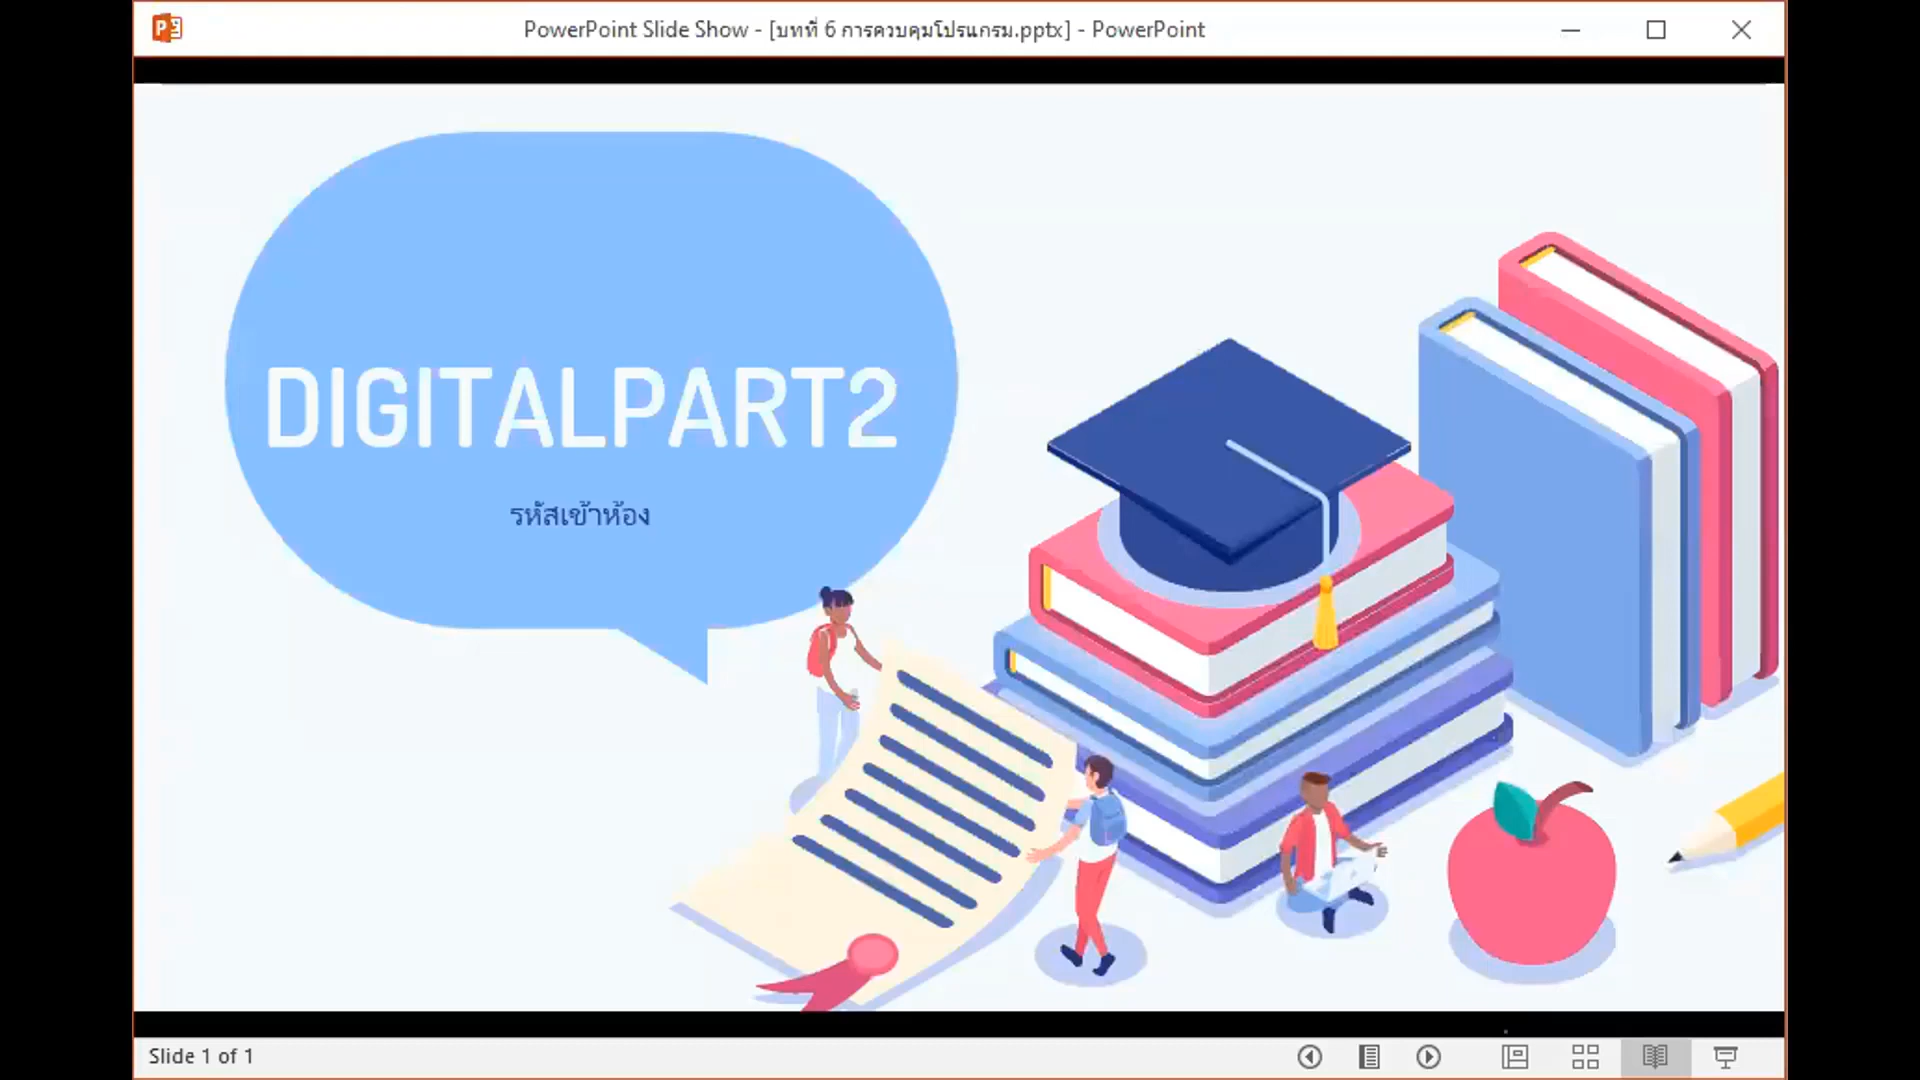 PowerPoint Slide Show - [บทที่ 6 การควบคุมโปรแกรม.pptx] - PowerPoint
DIGITALPART2
รหัสเข้าห้อง
Slide 1 of 1